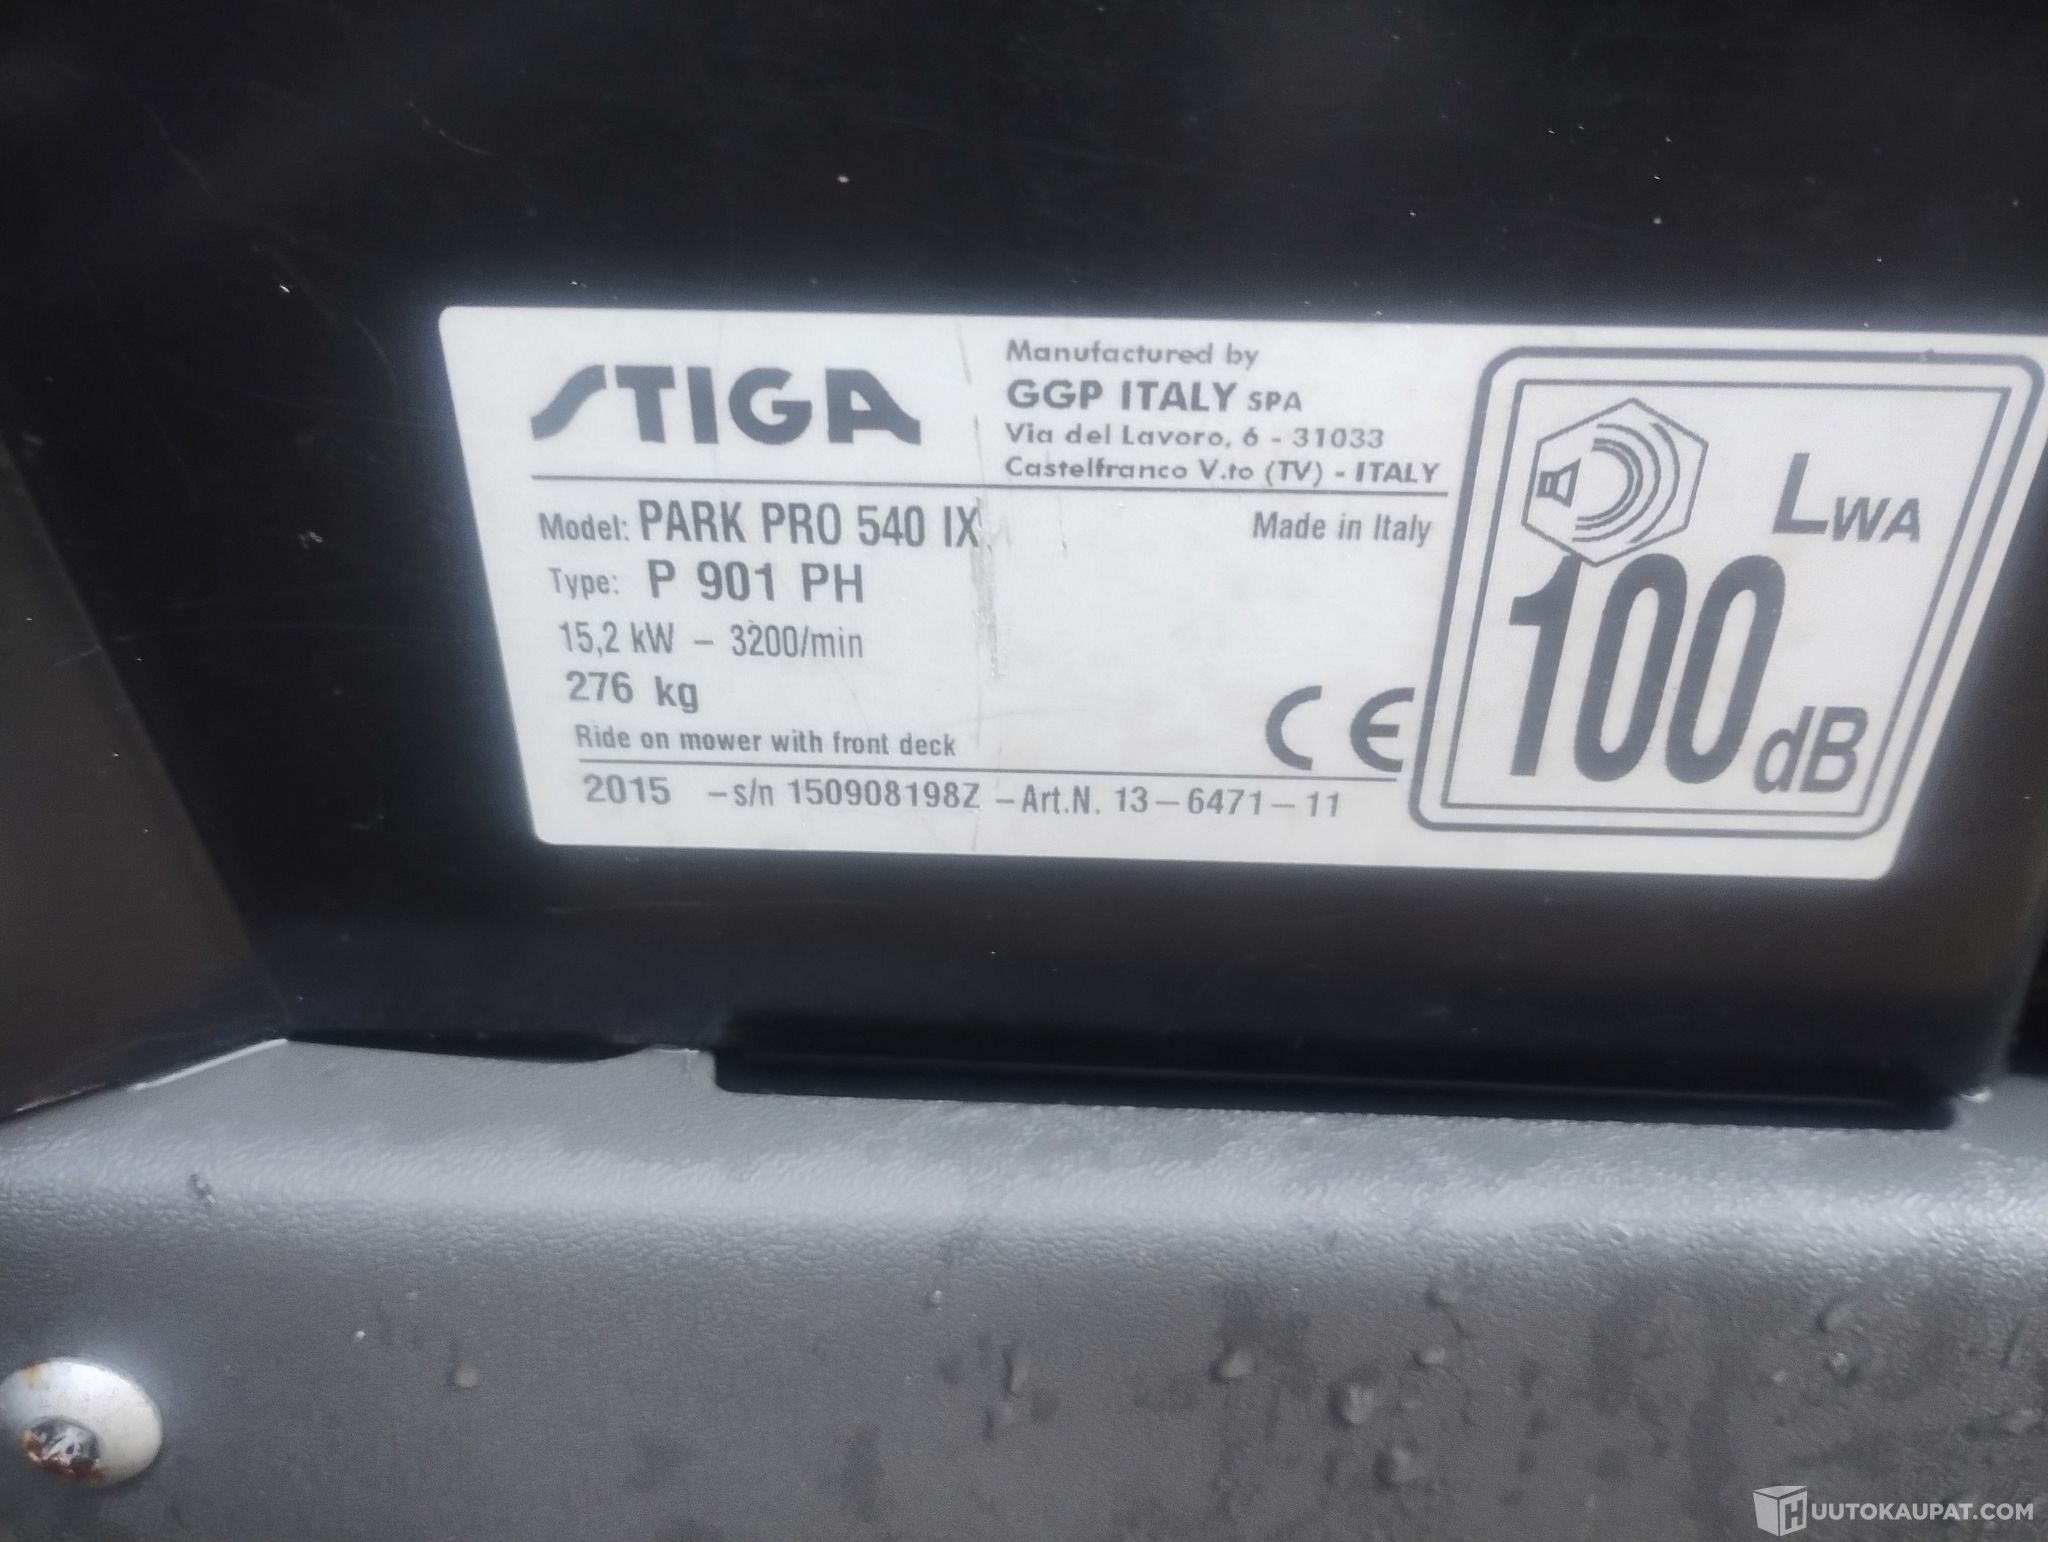 STIGA
Manufactured by
GGP ITALY SPA
Via del Lavoro, 6 - 31033
Castelfranco V.to (TV) - ITALY
Model: PARK PRO 540 IX
Made in Italy
Type: P 901 PH
15,2 kW - 3200/min
276 kg
Ride on mower with front deck
CE
2015 -s/n 150908198Z -Art.N. 13-6471-11
LWA
100 dB
HUUTOKAUPAT.COM